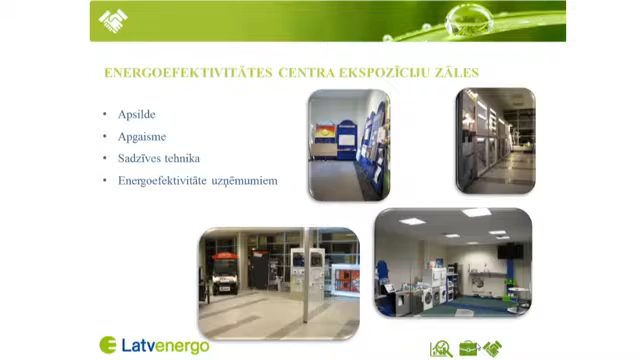 ENERGOEFEKTIVITĀTES CENTRA EKSPOZĪCIJU ZĀLES
• Apsilde
• Apgaisme
• Sadzīves tehnika
• Energoefektivitāte uzņēmumiem
Latvenergo